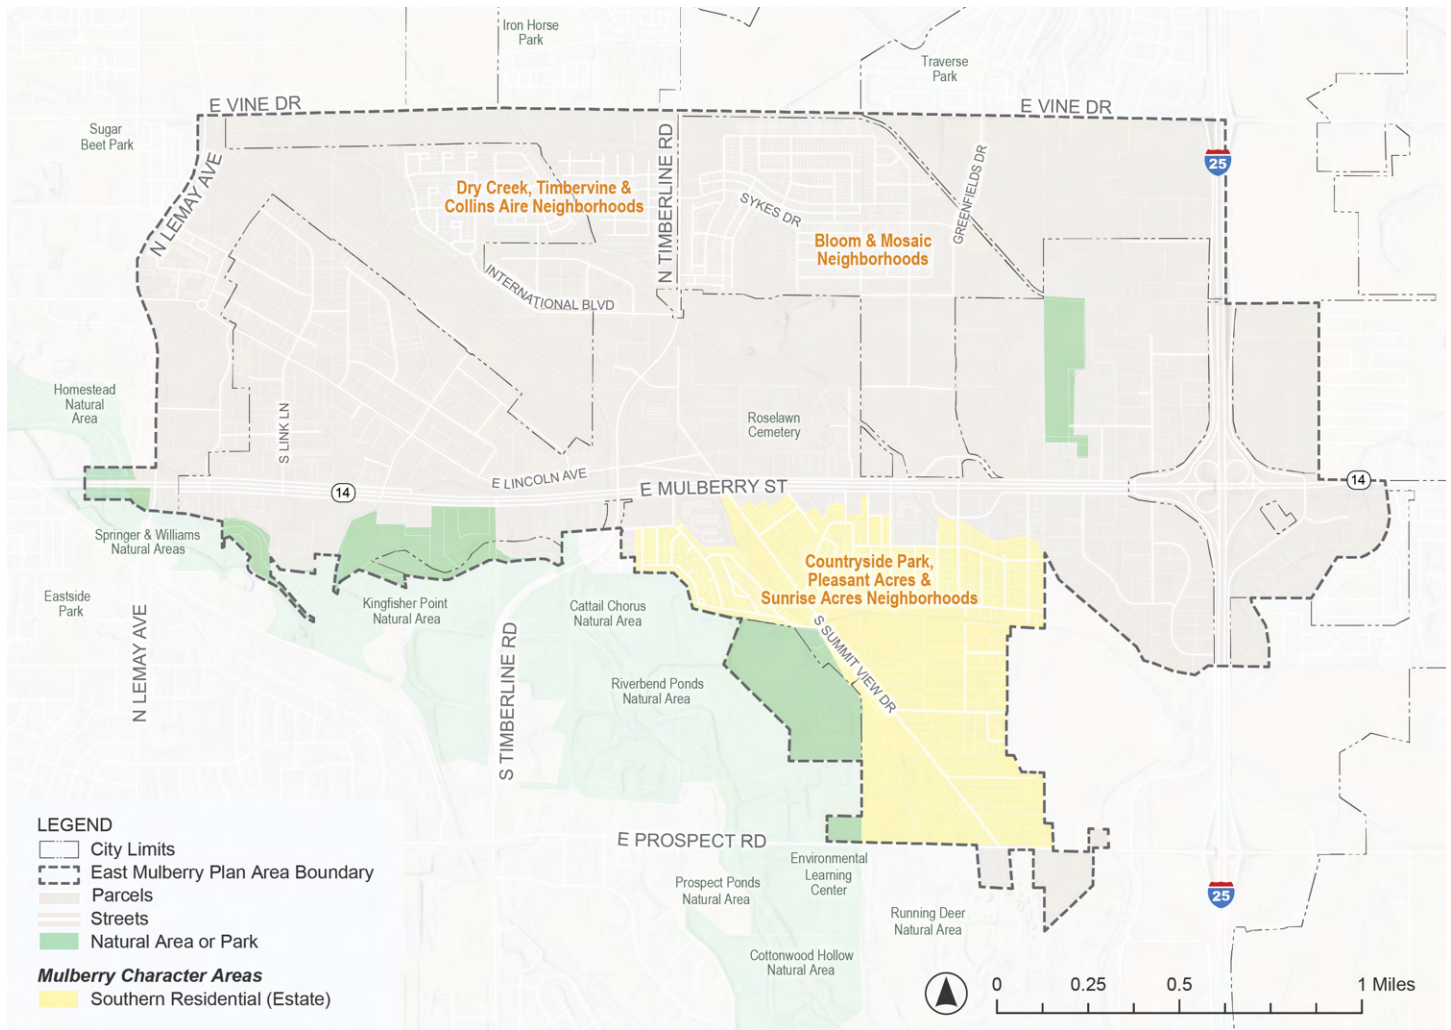 Iron Horse
Park
Traverse
Park
E VINE DR
E VINE DR
Sugar
Beet Park
N LEMAY AVE
N TIMBERLINE RD
GREENFIELDS DR
25
Dry Creek, Timbervine &
Collins Aire Neighborhoods
SYKES DR
Bloom & Mosaic
Neighborhoods
INTERNATIONAL BLVD
Homestead
Natural
Area
S LINK LN
Roselawn
Cemetery
E LINCOLN AVE
E MULBERRY ST
14
14
Springer & Williams
Natural Areas
Countryside Park,
Pleasant Acres &
Sunrise Acres Neighborhoods
Eastside
Park
Kingfisher Point
Natural Area
Cattail Chorus
Natural Area
N LEMAY AVE
S TIMBERLINE RD
S SUMMIT VIEW DR
Riverbend Ponds
Natural Area
E PROSPECT RD
Environmental
Learning
Center
Prospect Ponds
Natural Area
25
Running Deer
Natural Area
Cottonwood Hollow
Natural Area
LEGEND
City Limits
East Mulberry Plan Area Boundary
Parcels
Streets
Natural Area or Park
Mulberry Character Areas
Southern Residential (Estate)
0 0.25 0.5 1 Miles